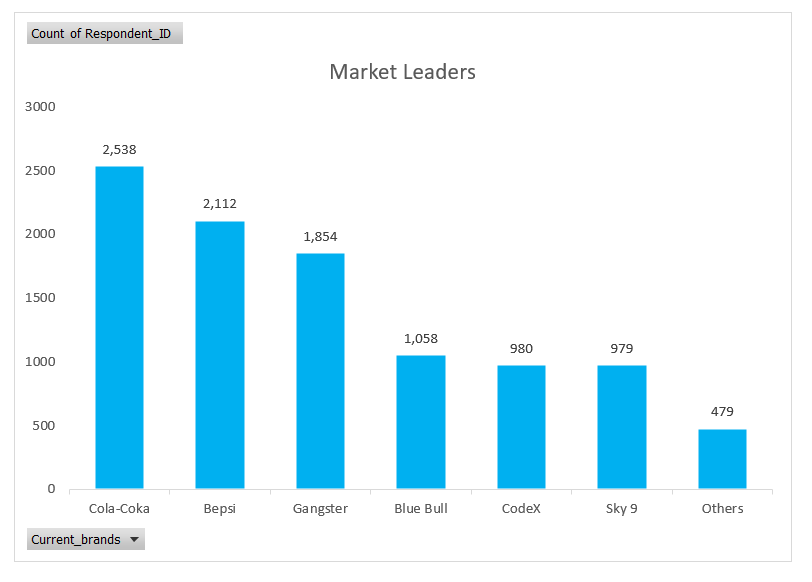 Count of Respondent_ID
Market Leaders
3000
2500
2000
1500
1000
500
0
2,538
2,112
1,854
1,058
980
979
479
Cola-Coka
Bepsi
Gangster
Blue Bull
CodeX
Sky 9
Others
Current_brands